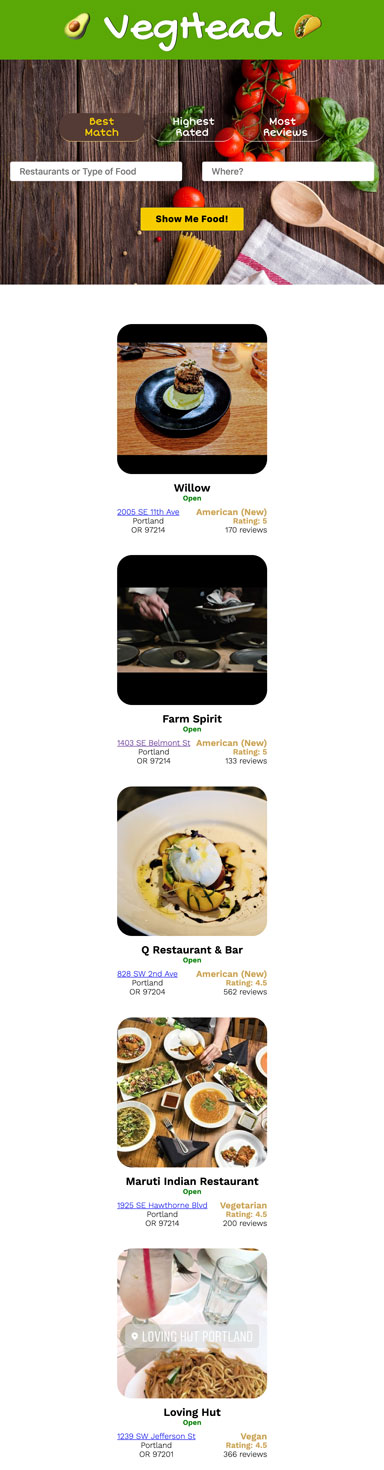 VegHead
Best Match
Highest Rated
Most Reviews
Restaurants or Type of Food
Where?
Show Me Food!
Willow
Open
2005 SE 11th Ave
Portland
OR 97214
American (New)
Rating: 5
170 reviews
Farm Spirit
Open
1403 SE Belmont St
Portland
OR 97214
American (New)
Rating: 5
133 reviews
Q Restaurant & Bar
Open
828 SW 2nd Ave
Portland
OR 97204
American (New)
Rating: 4.5
562 reviews
Maruti Indian Restaurant
Open
1925 SE Hawthorne Blvd
Portland
OR 97214
Vegetarian
Rating: 4.5
200 reviews
LOVING HUT PORTLAND
Loving Hut
Open
1239 SW Jefferson St
Portland
OR 97201
Vegan
Rating: 4.5
366 reviews